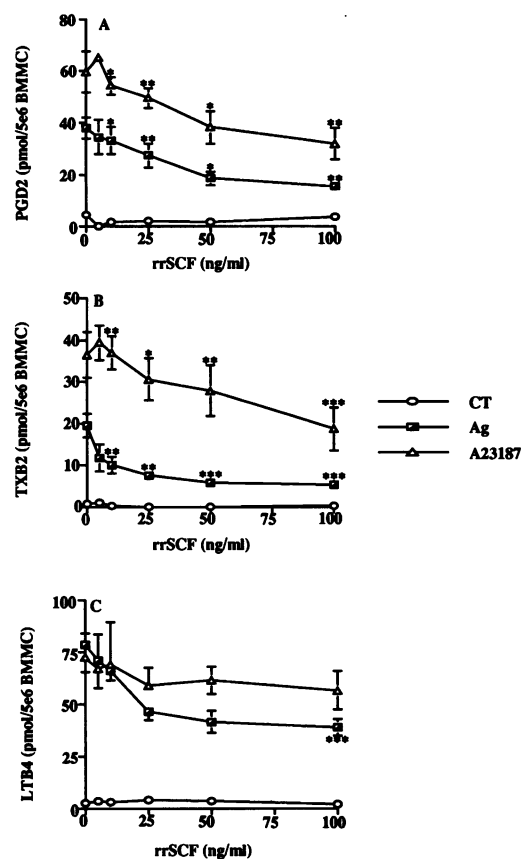 A
80
60
40
20
0
PGD2 (pmol/5e6 BMMC)
* ** * **
* ** * **
0 25 50 75 100
rrSCF (ng/ml)
B
50
40
30
20
10
0
TXB2 (pmol/5e6 BMMC)
** * ** ***
** ** *** ***
0 25 50 75 100
rrSCF (ng/ml)
CT
Ag
A23187
C
100
75
50
25
0
LTB4 (pmol/5e6 BMMC)
***
0 25 50 75 100
rrSCF (ng/ml)